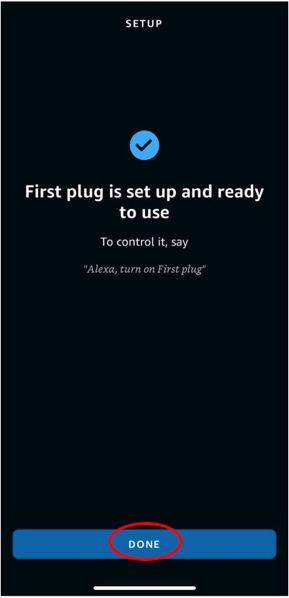 SETUP
First plug is set up and ready
to use
To control it, say
"Alexa, turn on First plug"
DONE